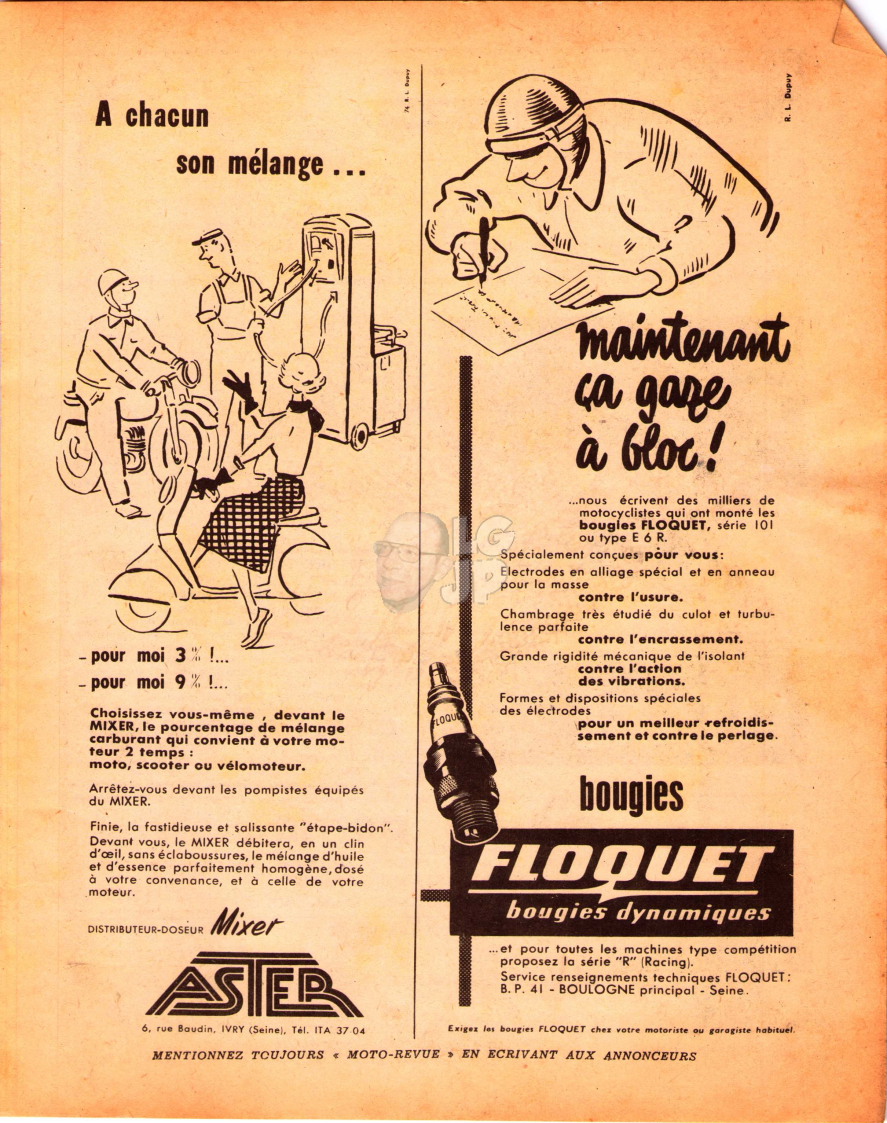 76 R. L. Dupuy
A chacun
son mélange ...
- pour moi 3 % !...
- pour moi 9 % !...
Choisissez vous-même , devant le
MIXER, le pourcentage de mélange
carburant qui convient à votre mo-
teur 2 temps :
moto, scooter ou vélomoteur.
Arrêtez-vous devant les pompistes équipés
du MIXER.
Finie, la fastidieuse et salissante "étape-bidon".
Devant vous, le MIXER débitera, en un clin
d'œil, sans éclaboussures, le mélange d'huile
et d'essence parfaitement homogène, dosé
à votre convenance, et à celle de votre
moteur.
DISTRIBUTEUR-DOSEUR Mixer
ASTER
6, rue Baudin, IVRY (Seine), Tél. ITA 37 04
R. L. Dupuy
maintenant
ça gaze
à bloc !
...nous écrivent des milliers de
motocyclistes qui ont monté les
bougies FLOQUET, série 101
ou type E 6 R.
Spécialement conçues pour vous :
Electrodes en alliage spécial et en anneau
pour la masse
contre l'usure.
Chambrage très étudié du culot et turbu-
lence parfaite
contre l'encrassement.
Grande rigidité mécanique de l'isolant
contre l'action
des vibrations.
Formes et dispositions spéciales
des électrodes
pour un meilleur refroidis-
sement et contre le perlage.
FLOQUE
bougies
FLOQUET
bougies dynamiques
...et pour toutes les machines type compétition
proposez la série "R" (Racing).
Service renseignements techniques FLOQUET :
B. P. 41 - BOULOGNE principal - Seine.
Exigez les bougies FLOQUET chez votre motoriste ou garagiste habituel.
MENTIONNEZ TOUJOURS « MOTO-REVUE » EN ECRIVANT AUX ANNONCEURS
LG
JP